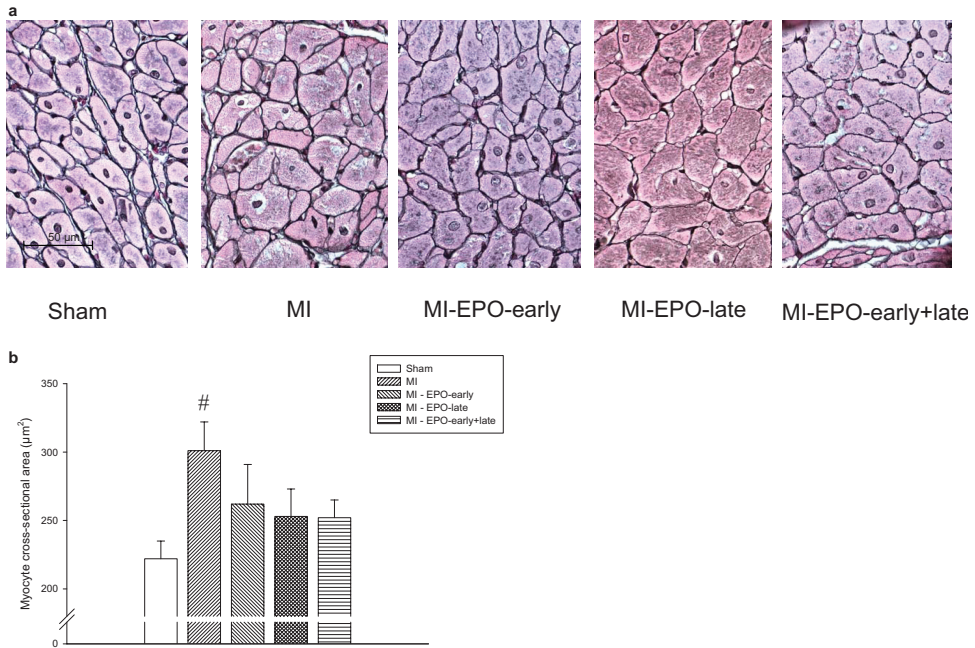 a
50 µm
Sham
MI
MI-EPO-early
MI-EPO-late
MI-EPO-early+late
b
Sham
MI
MI - EPO-early
MI - EPO-late
MI - EPO-early+late
Myocyte cross-sectional area (µm²)
350
300
250
200
0
#